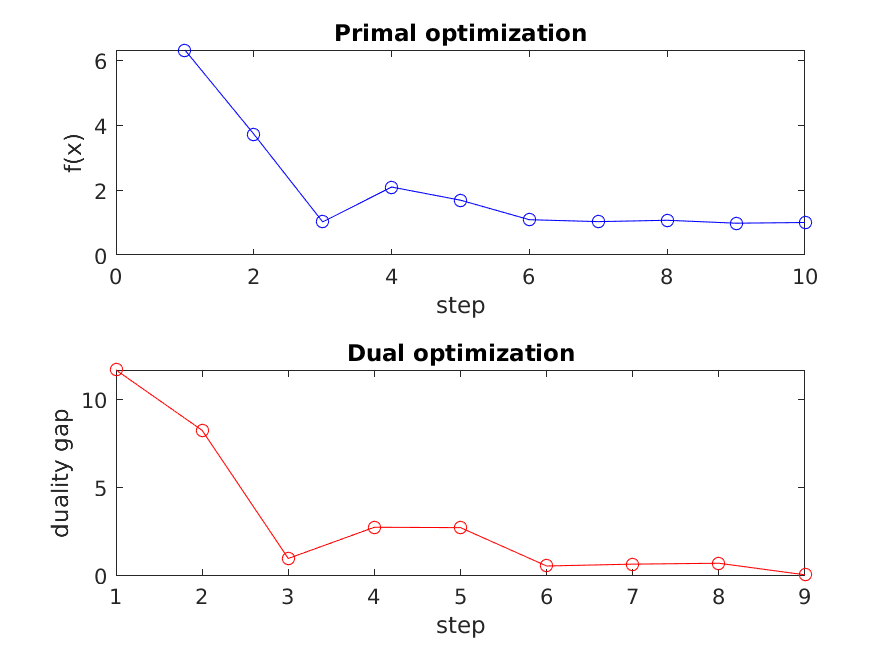 Primal optimization
6
4
2
0
f(x)
0 2 4 6 8 10
step
Dual optimization
10
5
0
duality gap
1 2 3 4 5 6 7 8 9
step